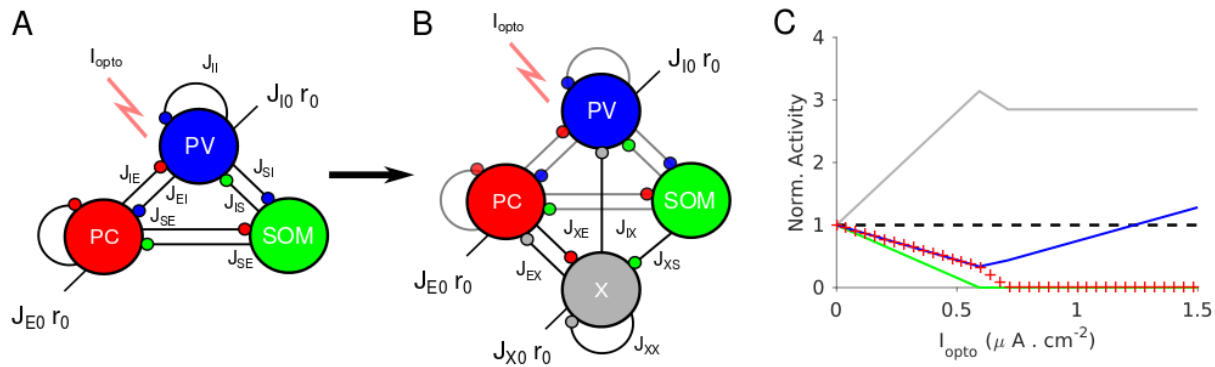 A
I_opto
J_II
J_I0 r_0
PV
J_IE
J_EI
J_SI
J_IS
J_SE
PC
SOM
J_SE
J_E0 r_0
B
I_opto
J_I0 r_0
PV
PC
SOM
J_XE
J_IX
J_EX
J_XS
J_E0 r_0
X
J_X0 r_0
J_XX
C
Norm. Activity
4
3
2
1
0
0
0.5
1
1.5
I_opto (μ A . cm^-2)